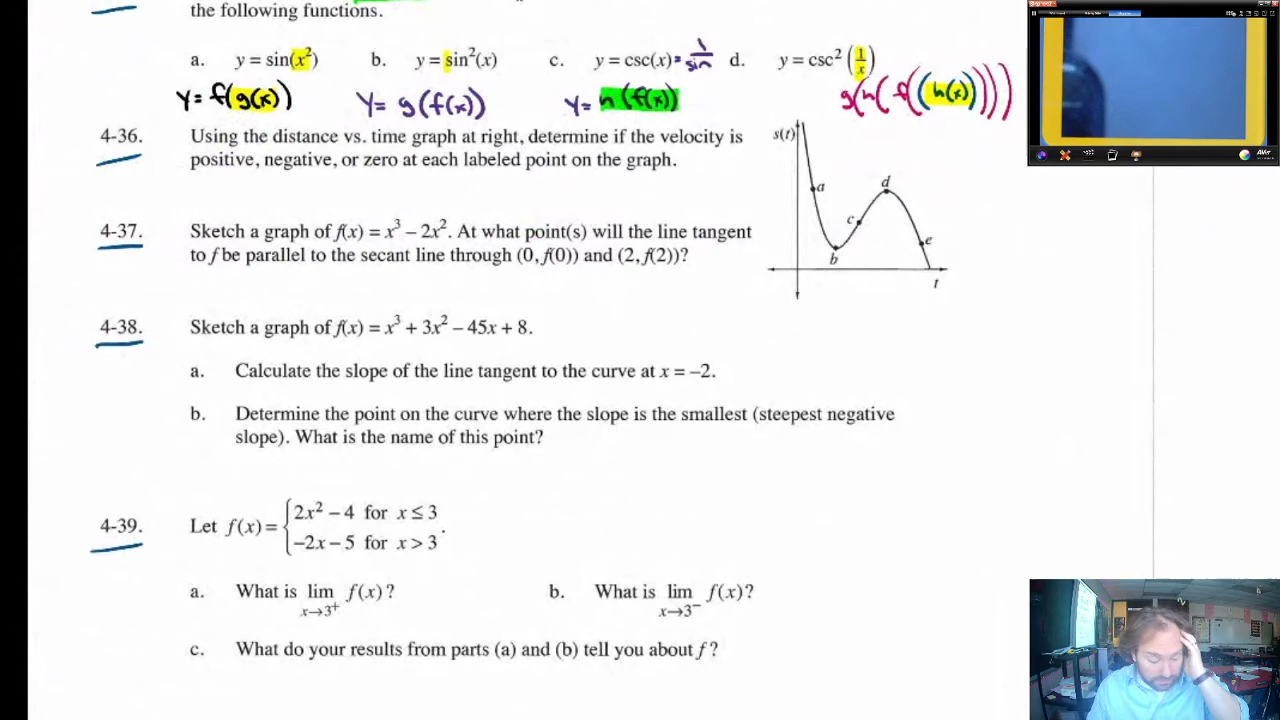 the following functions.
a. y = sin(x²) b. y = sin²(x) c. y = csc(x) = 1/sin d. y = csc² (1/x)
y = f(g(x)) y = g(f(x)) y = h(f(x)) g(h(f((h(x)))))
4-36. Using the distance vs. time graph at right, determine if the velocity is
positive, negative, or zero at each labeled point on the graph.
s(t)
a
d
c
e
b
t
4-37. Sketch a graph of f(x) = x³ – 2x². At what point(s) will the line tangent
to f be parallel to the secant line through (0, f(0)) and (2, f(2))?
4-38. Sketch a graph of f(x) = x³ + 3x² – 45x + 8.
a. Calculate the slope of the line tangent to the curve at x = –2.
b. Determine the point on the curve where the slope is the smallest (steepest negative
slope). What is the name of this point?
4-39. Let f(x) = { 2x² – 4 for x ≤ 3
–2x – 5 for x > 3 .
a. What is lim x→3⁺ f(x)? b. What is lim x→3⁻ f(x)?
c. What do your results from parts (a) and (b) tell you about f ?